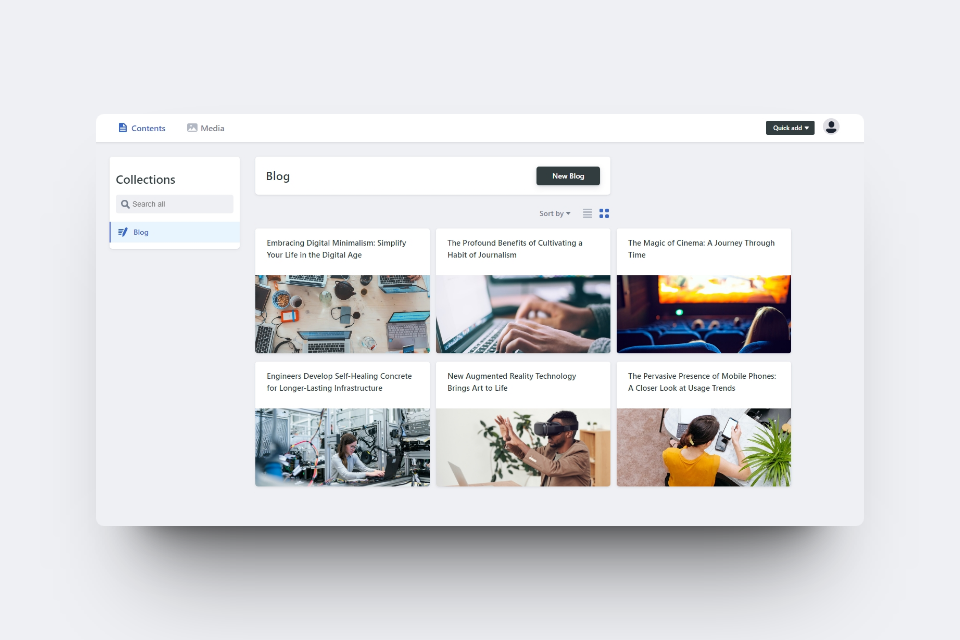 Contents
Media
Quick add
Collections
Search all
Blog
Blog
New Blog
Sort by
Embracing Digital Minimalism: Simplify
Your Life in the Digital Age
The Profound Benefits of Cultivating a
Habit of Journalism
The Magic of Cinema: A Journey Through
Time
Engineers Develop Self-Healing Concrete
for Longer-Lasting Infrastructure
New Augmented Reality Technology
Brings Art to Life
The Pervasive Presence of Mobile Phones:
A Closer Look at Usage Trends